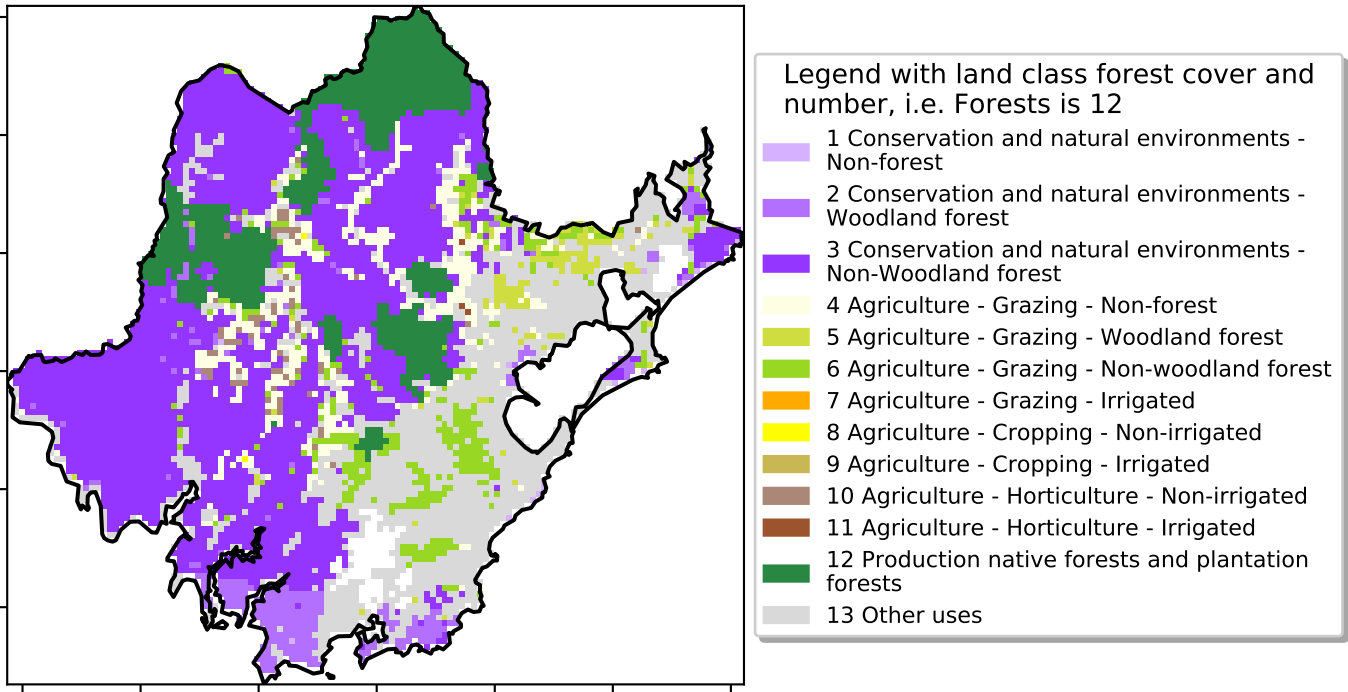 Legend with land class forest cover and
number, i.e. Forests is 12
1 Conservation and natural environments -
Non-forest
2 Conservation and natural environments -
Woodland forest
3 Conservation and natural environments -
Non-Woodland forest
4 Agriculture - Grazing - Non-forest
5 Agriculture - Grazing - Woodland forest
6 Agriculture - Grazing - Non-woodland forest
7 Agriculture - Grazing - Irrigated
8 Agriculture - Cropping - Non-irrigated
9 Agriculture - Cropping - Irrigated
10 Agriculture - Horticulture - Non-irrigated
11 Agriculture - Horticulture - Irrigated
12 Production native forests and plantation
forests
13 Other uses